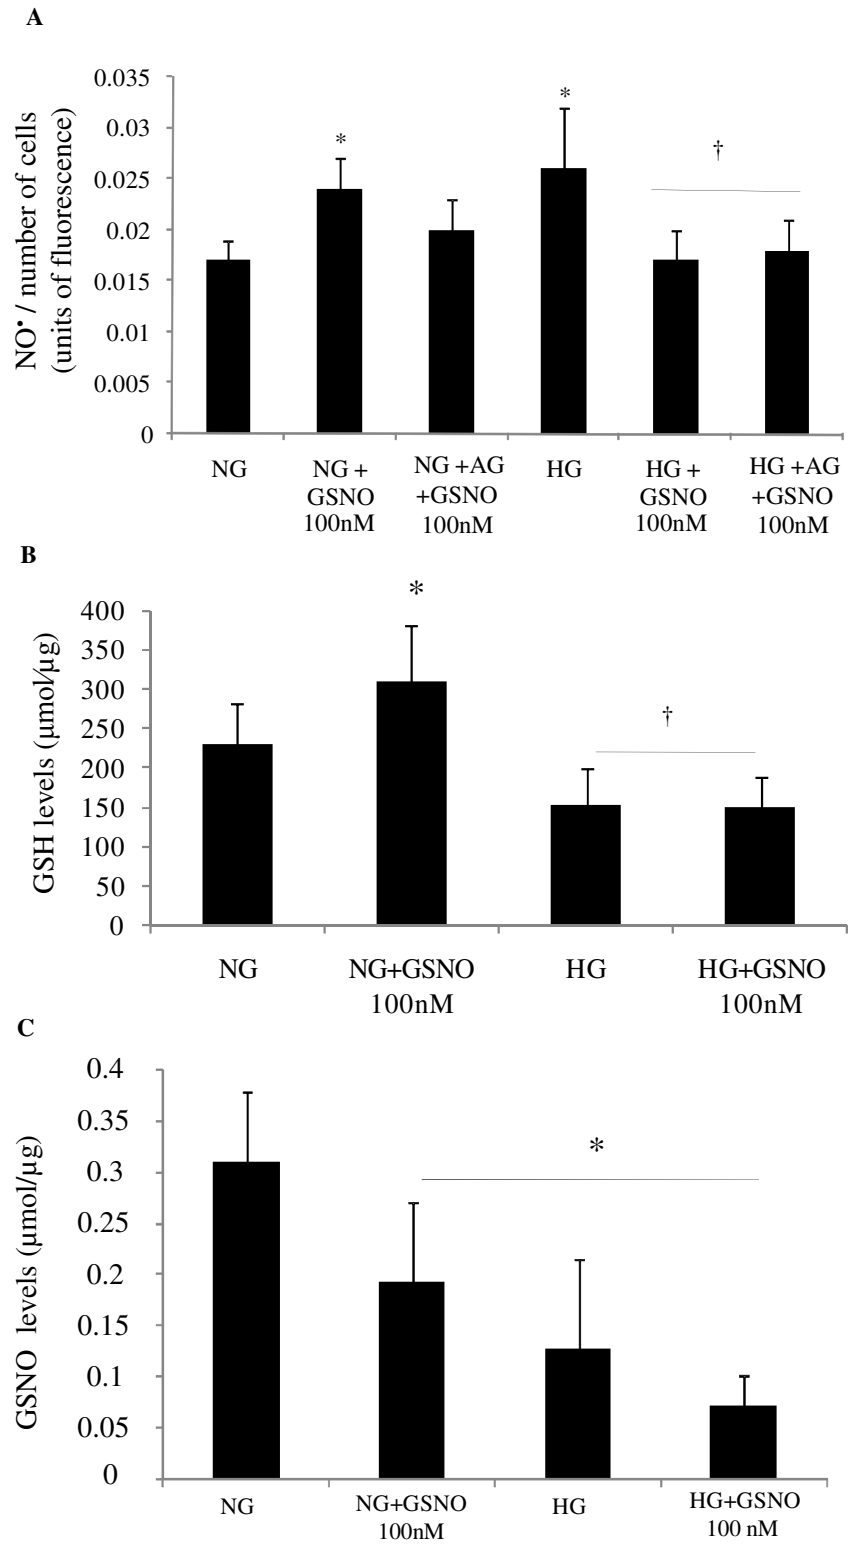 A
NO• / number of cells
(units of fluorescence)
0.035
0.03
0.025
0.02
0.015
0.01
0.005
0
*
*
†
NG
NG +
GSNO
100nM
NG +AG
+GSNO
100nM
HG
HG +
GSNO
100nM
HG +AG
+GSNO
100nM
B
GSH levels (µmol/µg)
400
350
300
250
200
150
100
50
0
*
†
NG
NG+GSNO
100nM
HG
HG+GSNO
100nM
C
GSNO levels (µmol/µg)
0.4
0.35
0.3
0.25
0.2
0.15
0.1
0.05
0
*
NG
NG+GSNO
100nM
HG
HG+GSNO
100 nM